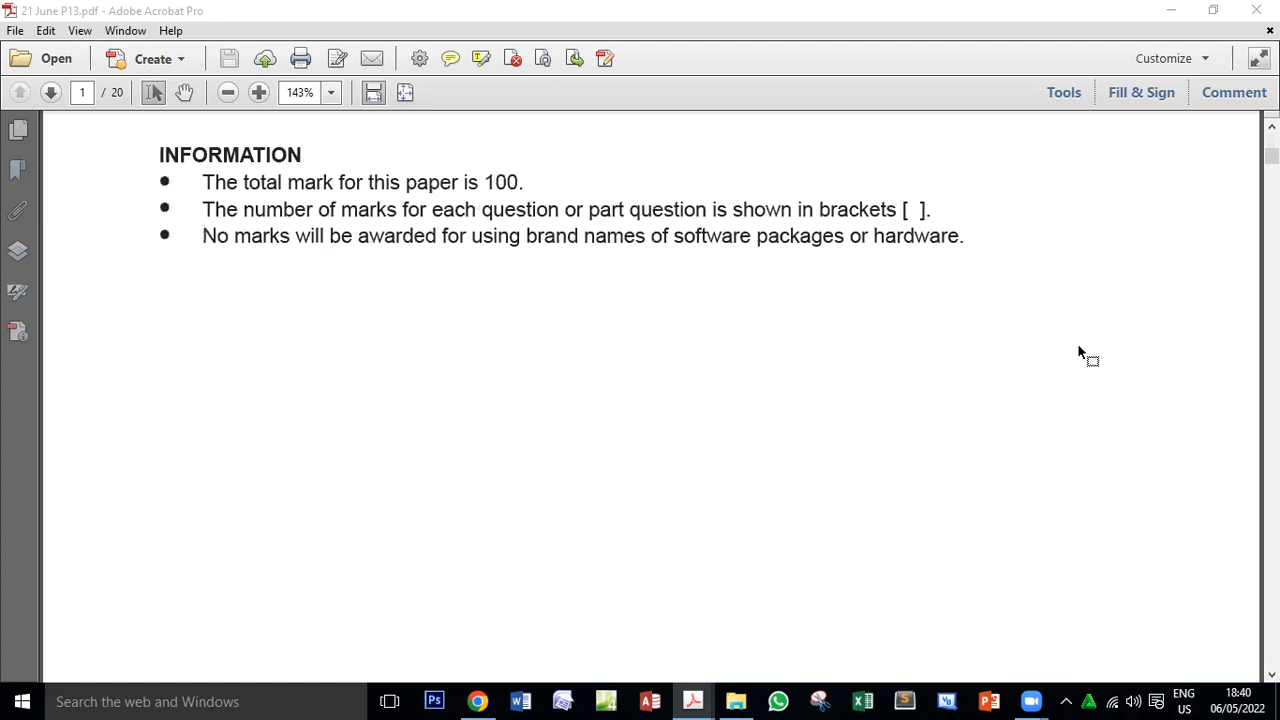 21 June P13.pdf - Adobe Acrobat Pro
File Edit View Window Help
Open Create Customize
1 / 20 143% Tools Fill & Sign Comment
INFORMATION
• The total mark for this paper is 100.
• The number of marks for each question or part question is shown in brackets [ ].
• No marks will be awarded for using brand names of software packages or hardware.
Search the web and Windows
ENG 18:40
US 06/05/2022